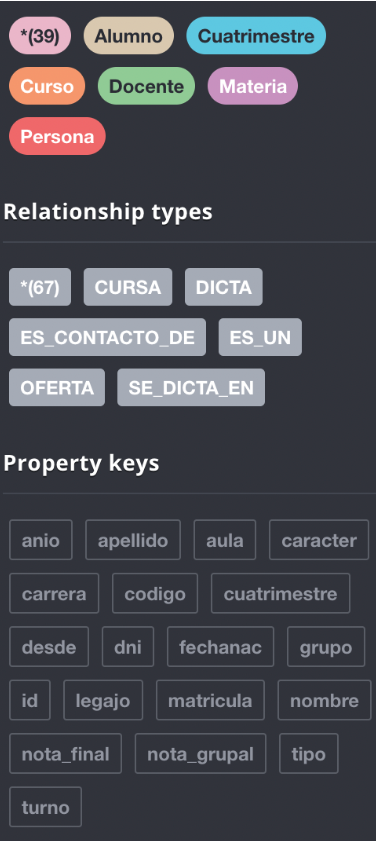 *(39) Alumno Cuatrimestre
Curso Docente Materia
Persona
Relationship types
*(67) CURSA DICTA
ES_CONTACTO_DE ES_UN
OFERTA SE_DICTA_EN
Property keys
anio apellido aula caracter
carrera codigo cuatrimestre
desde dni fechanac grupo
id legajo matricula nombre
nota_final nota_grupal tipo
turno